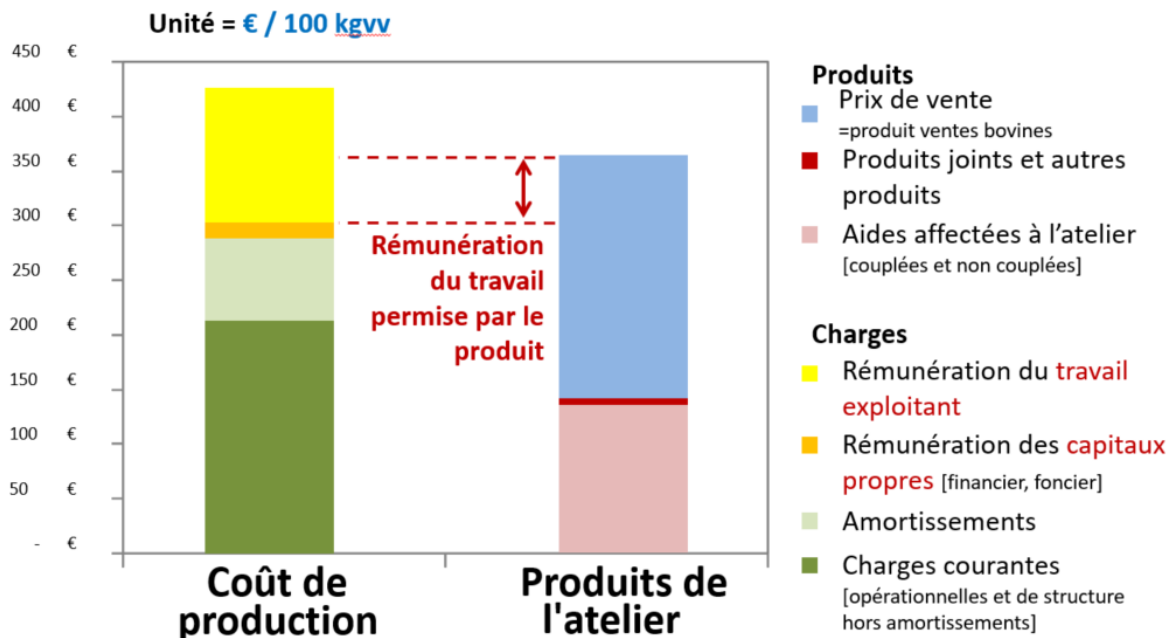 Unité = € / 100 kgvv
450 €
400 €
350 €
300 €
250 €
200 €
150 €
100 €
50 €
- €
Rémunération
du travail
permise par le
produit
Coût de
production
Produits de
l'atelier
Produits
Prix de vente
=produit ventes bovines
Produits joints et autres
produits
Aides affectées à l'atelier
[couplées et non couplées]
Charges
Rémunération du travail
exploitant
Rémunération des capitaux
propres [financier, foncier]
Amortissements
Charges courantes
[opérationnelles et de structure
hors amortissements]